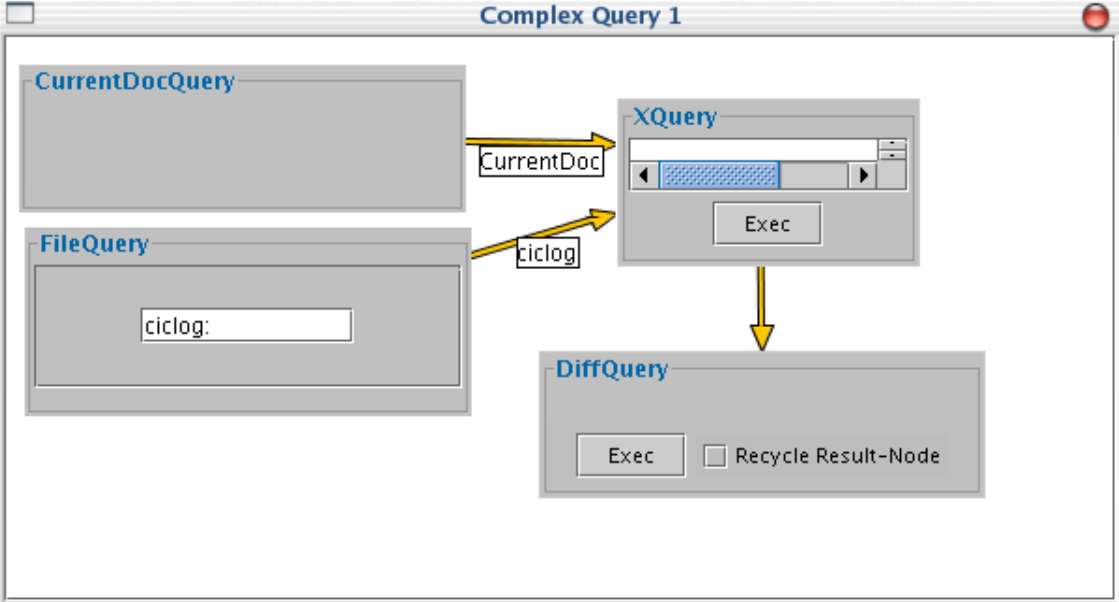 Complex Query 1
CurrentDocQuery
XQuery
CurrentDoc
Exec
FileQuery
ciclog
ciclog:
DiffQuery
Exec
Recycle Result-Node